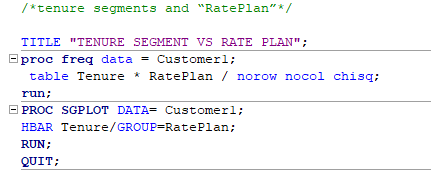 /*tenure segments and “RatePlan”*/
TITLE "TENURE SEGMENT VS RATE PLAN";
proc freq data = Customer1;
table Tenure * RatePlan / norow nocol chisq;
run;
PROC SGPLOT DATA= Customer1;
HBAR Tenure/GROUP=RatePlan;
RUN;
QUIT;